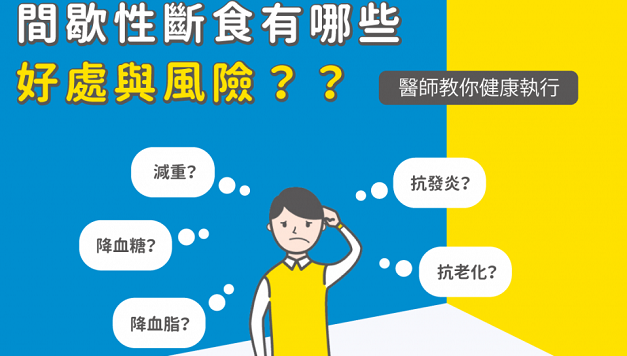 間歇性斷食有哪些
好處與風險？？
醫師教你健康執行
減重?
抗發炎?
降血糖?
抗老化?
降血脂?